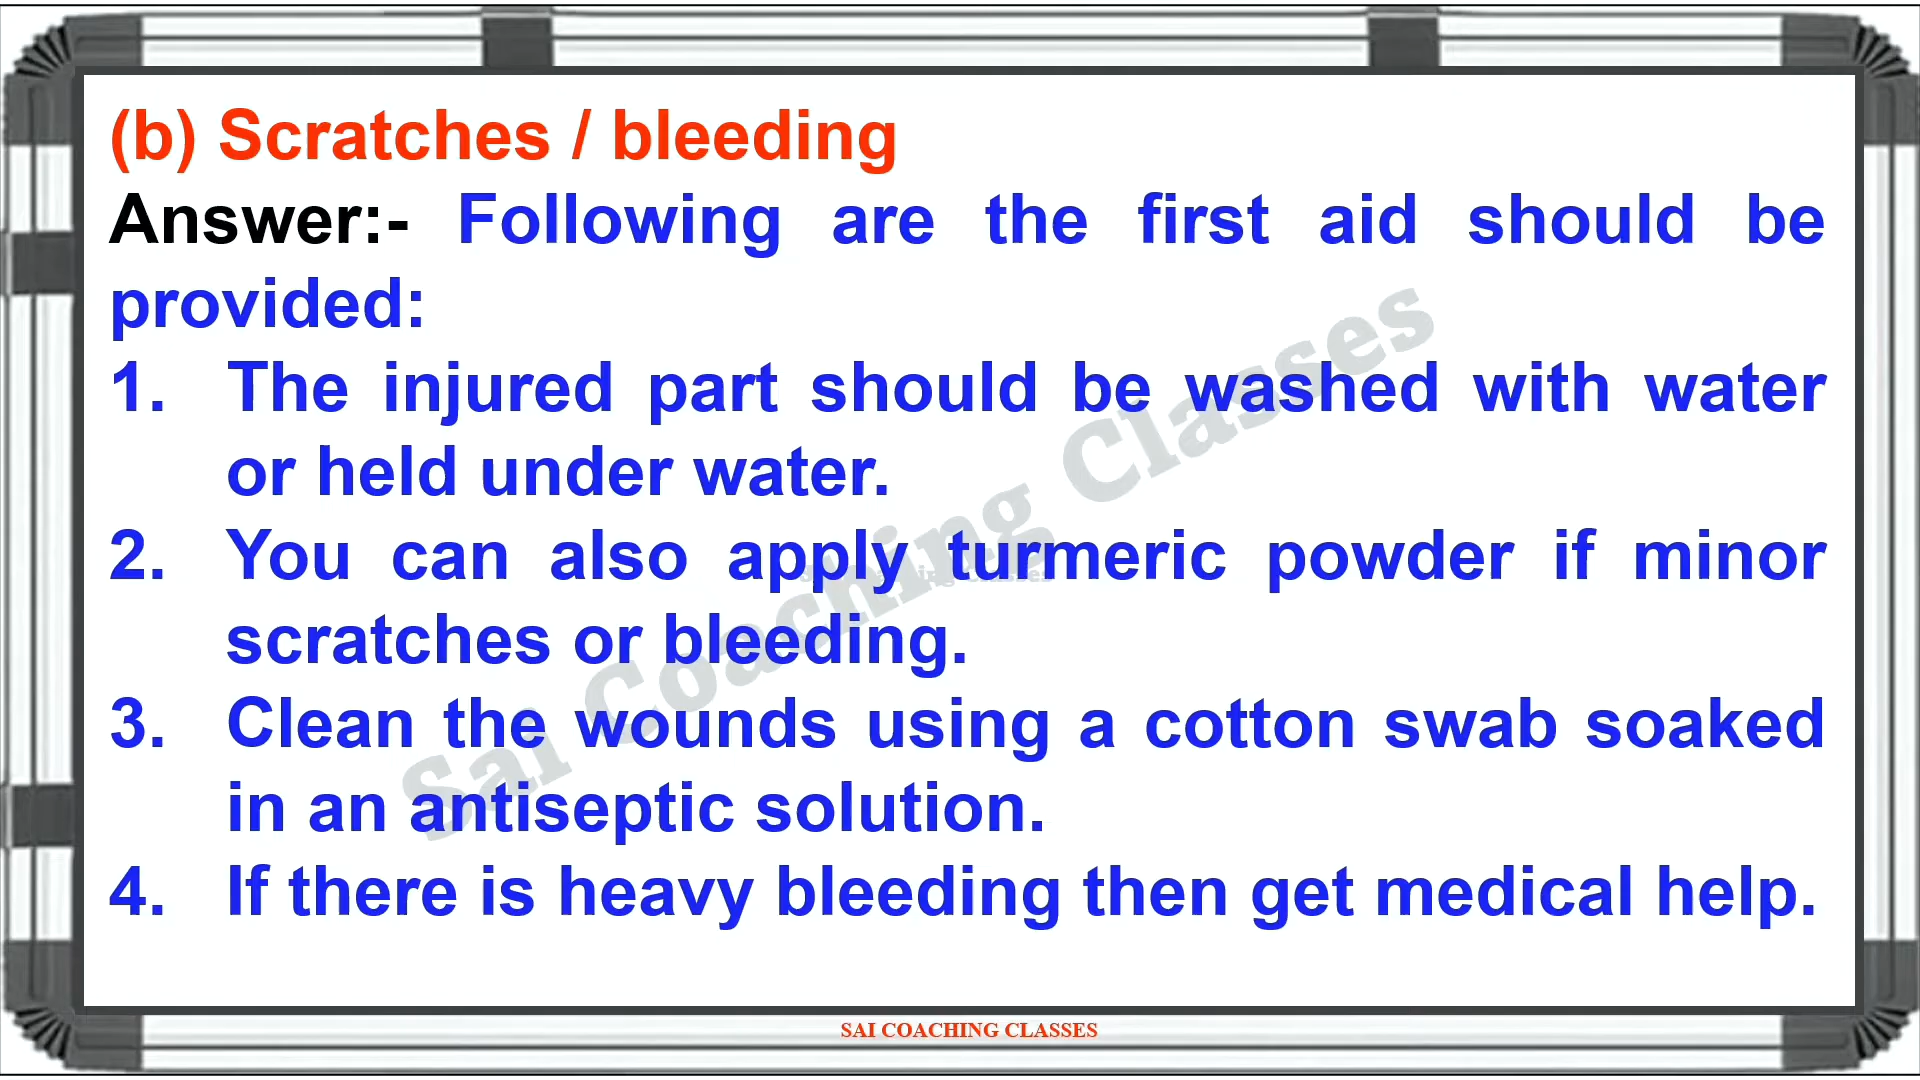 (b) Scratches / bleeding
Answer:- Following are the first aid should be
provided:
1. The injured part should be washed with water
or held under water.
2. You can also apply turmeric powder if minor
scratches or bleeding.
3. Clean the wounds using a cotton swab soaked
in an antiseptic solution.
4. If there is heavy bleeding then get medical help.
Sai Coaching Classes
SAI COACHING CLASSES